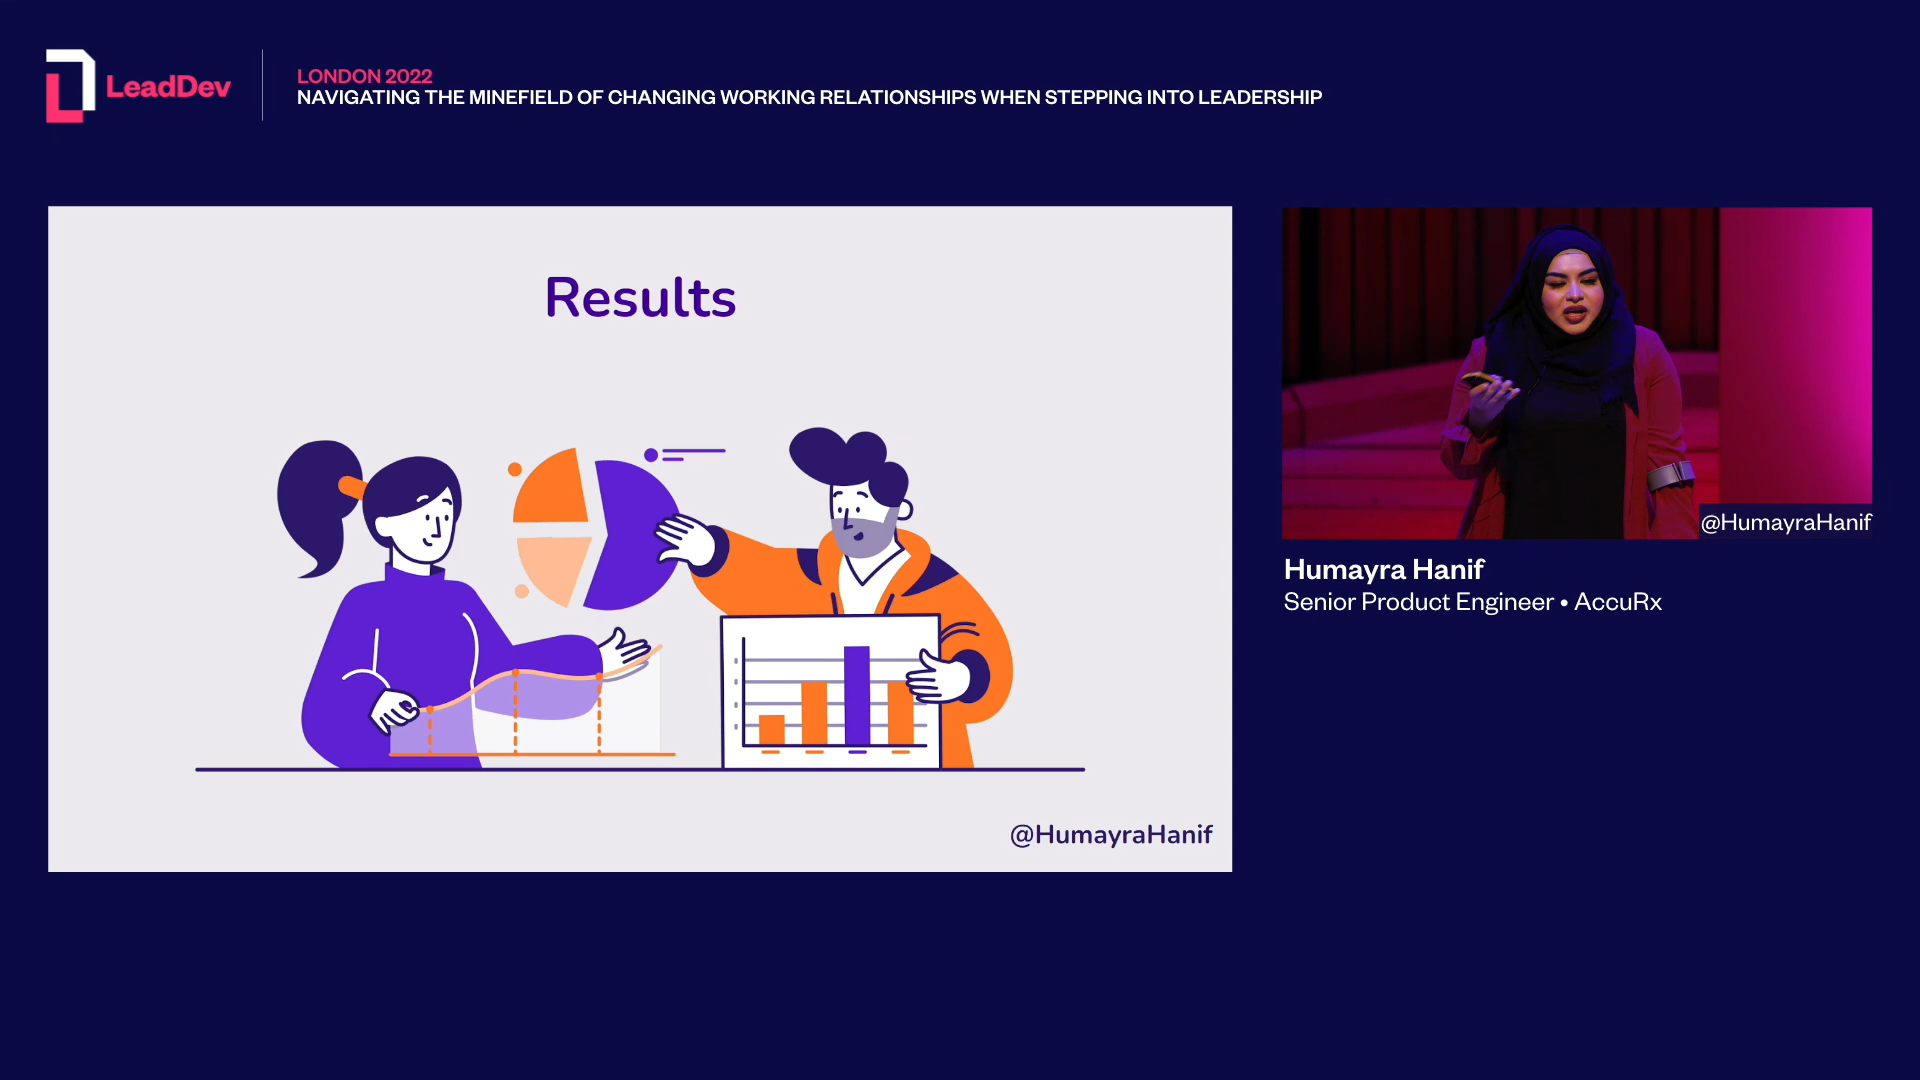 LeadDev
LONDON 2022
NAVIGATING THE MINEFIELD OF CHANGING WORKING RELATIONSHIPS WHEN STEPPING INTO LEADERSHIP
Results
@HumayraHanif
@HumayraHanif
Humayra Hanif
Senior Product Engineer • AccuRx